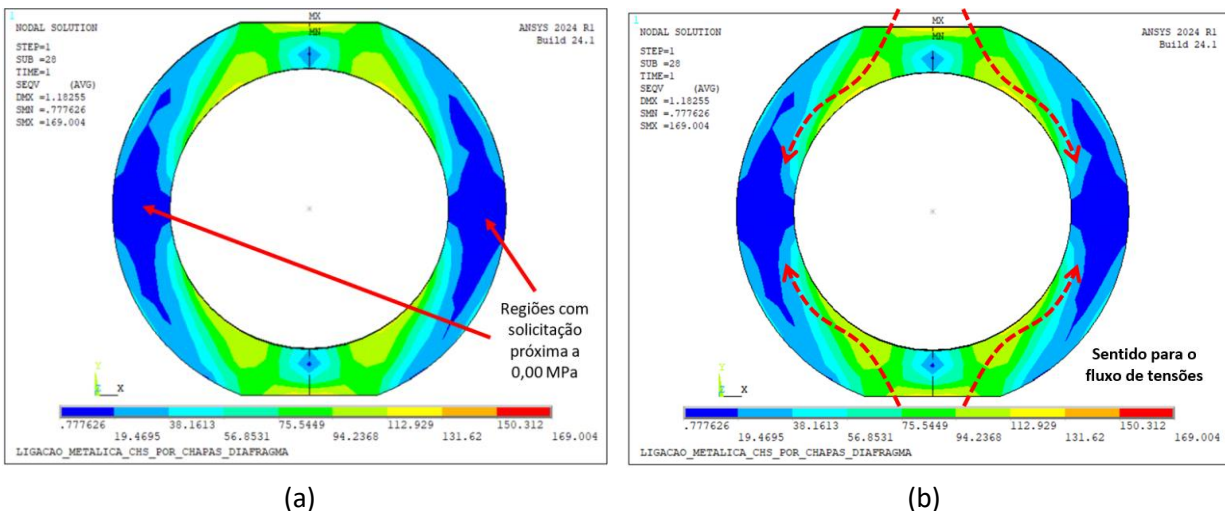 1
NODAL SOLUTION
STEP=1
SUB =28
TIME=1
SEQV (AVG)
DMX =1.18255
SMN =.777626
SMX =169.004
MX
MN
ANSYS 2024 R1
Build 24.1
Regiões com
solicitação
próxima a
0,00 MPa
Y
Z X
.777626 38.1613 75.5449 112.929 150.312
19.4695 56.8531 94.2368 131.62 169.004
LIGACAO_METALICA_CHS_POR_CHAPAS_DIAFRAGMA
(a)
1
NODAL SOLUTION
STEP=1
SUB =28
TIME=1
SEQV (AVG)
DMX =1.18255
SMN =.777626
SMX =169.004
MX
MN
ANSYS 2024 R1
Build 24.1
Sentido para o
fluxo de tensões
Y
Z X
.777626 38.1613 75.5449 112.929 150.312
19.4695 56.8531 94.2368 131.62 169.004
LIGACAO_METALICA_CHS_POR_CHAPAS_DIAFRAGMA
(b)